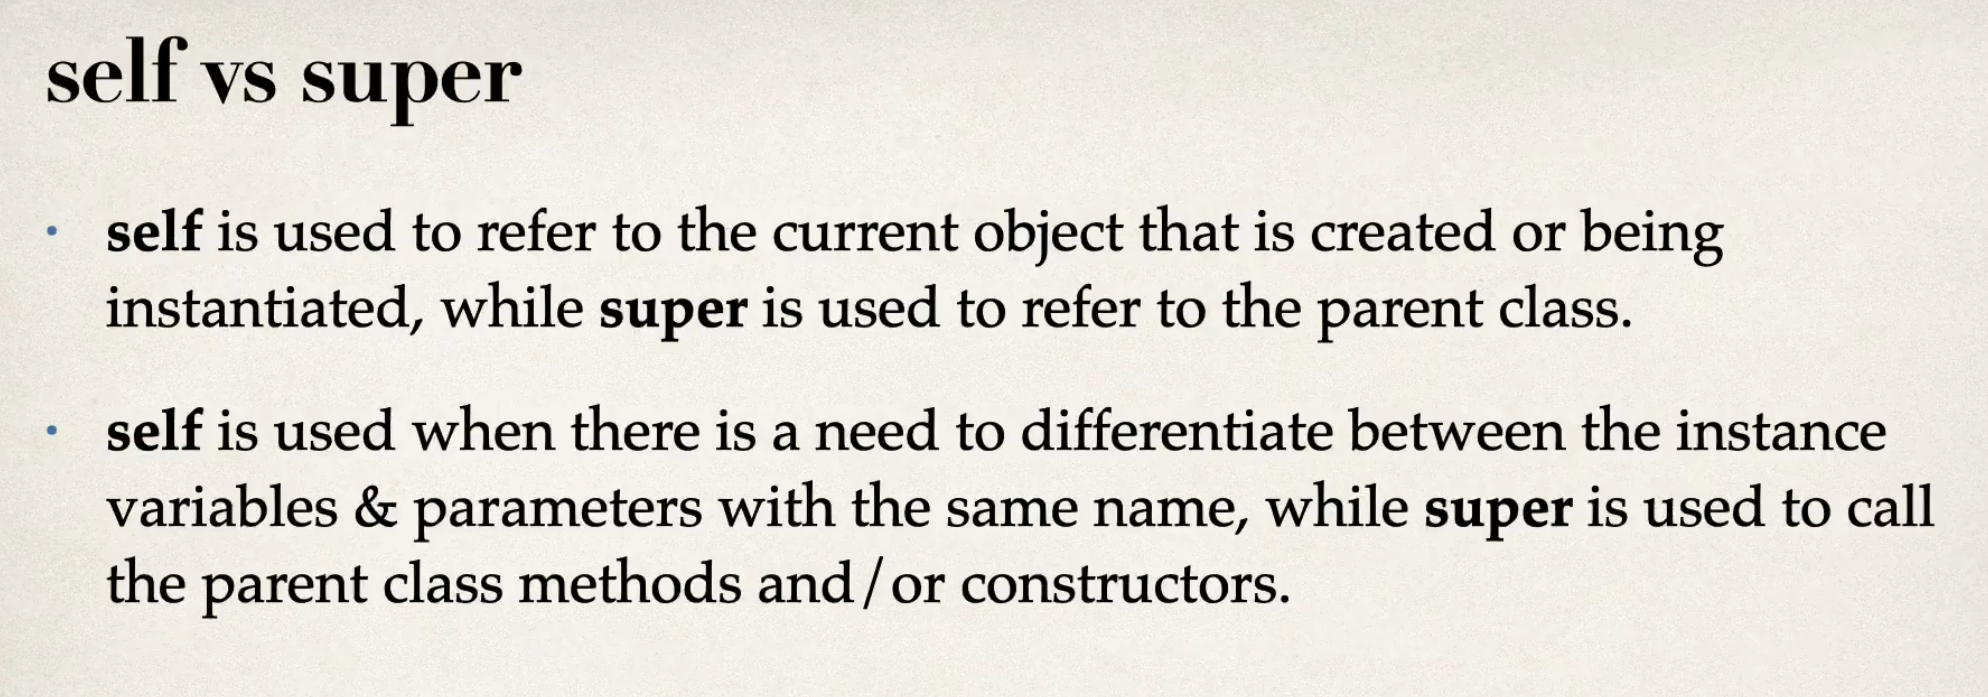 self vs super
• self is used to refer to the current object that is created or being
instantiated, while super is used to refer to the parent class.
• self is used when there is a need to differentiate between the instance
variables & parameters with the same name, while super is used to call
the parent class methods and/or constructors.